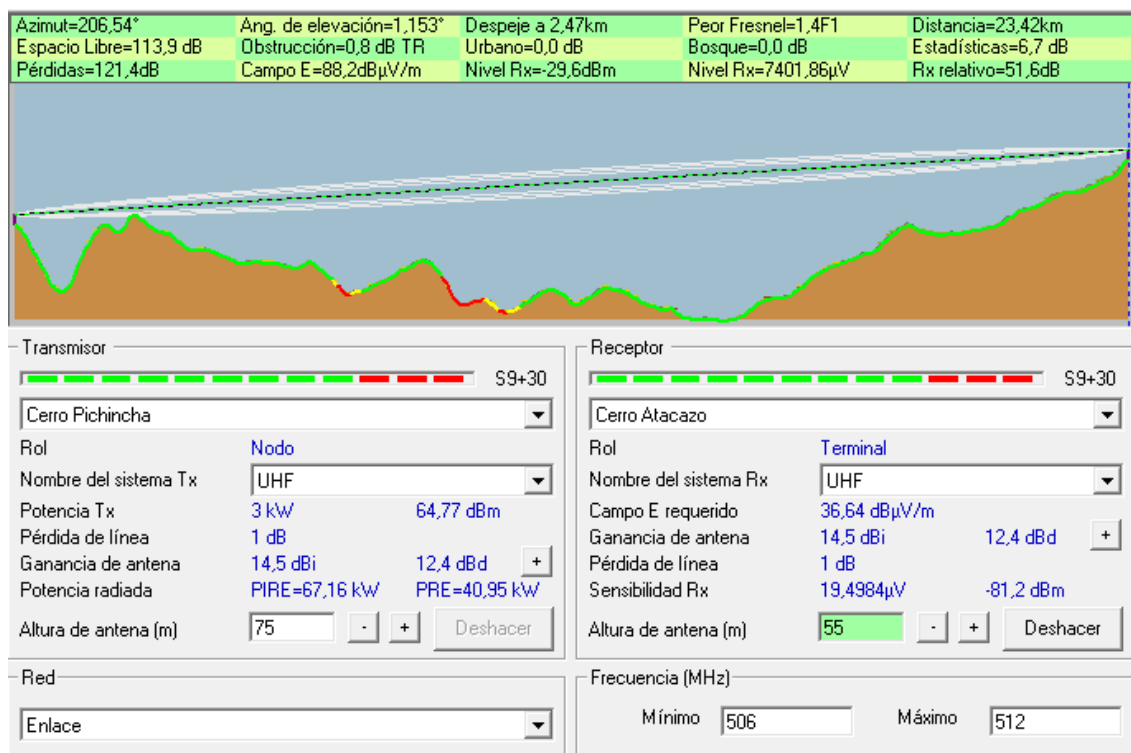 Azimut=206,54° Ang. de elevación=1,153° Despeje a 2,47km Peor Fresnel=1,4F1 Distancia=23,42km
Espacio Libre=113,9 dB Obstrucción=0,8 dB TR Urbano=0,0 dB Bosque=0,0 dB Estadísticas=6,7 dB
Pérdidas=121,4dB Campo E=88,2dBµV/m Nivel Rx=-29,6dBm Nivel Rx=7401,86µV Rx relativo=51,6dB
Transmisor
S9+30
Cerro Pichincha
Rol Nodo
Nombre del sistema Tx UHF
Potencia Tx 3 kW 64,77 dBm
Pérdida de línea 1 dB
Ganancia de antena 14,5 dBi 12,4 dBd +
Potencia radiada PIRE=67,16 kW PRE=40,95 kW
Altura de antena (m) 75 - + Deshacer
Red
Enlace
Receptor
S9+30
Cerro Atacazo
Rol Terminal
Nombre del sistema Rx UHF
Campo E requerido 36,64 dBµV/m
Ganancia de antena 14,5 dBi 12,4 dBd +
Pérdida de línea 1 dB
Sensibilidad Rx 19,4984µV -81,2 dBm
Altura de antena (m) 55 - + Deshacer
Frecuencia (MHz)
Mínimo 506 Máximo 512